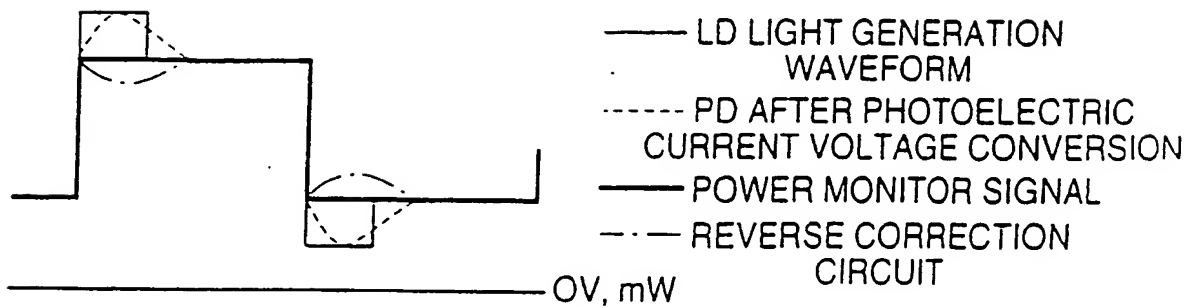 LD LIGHT GENERATION
WAVEFORM
PD AFTER PHOTOELECTRIC
CURRENT VOLTAGE CONVERSION
POWER MONITOR SIGNAL
REVERSE CORRECTION
CIRCUIT
OV, mW